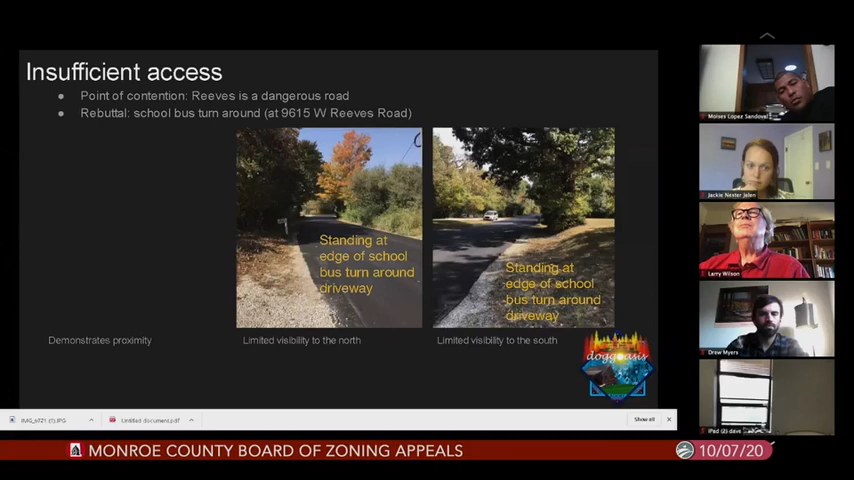 Insufficient access
● Point of contention: Reeves is a dangerous road
● Rebuttal: school bus turn around (at 9615 W Reeves Road)
Standing at
edge of school
bus turn around
driveway
Standing at
edge of school
bus turn around
driveway
Demonstrates proximity
Limited visibility to the north
Limited visibility to the south
doggoasis
Moises Lopez Sandoval
Jackie Nester Jelen
Larry Wilson
Drew Myers
iPad (2) dave
Untitled document.pdf
Show all
MONROE COUNTY BOARD OF ZONING APPEALS
10/07/20